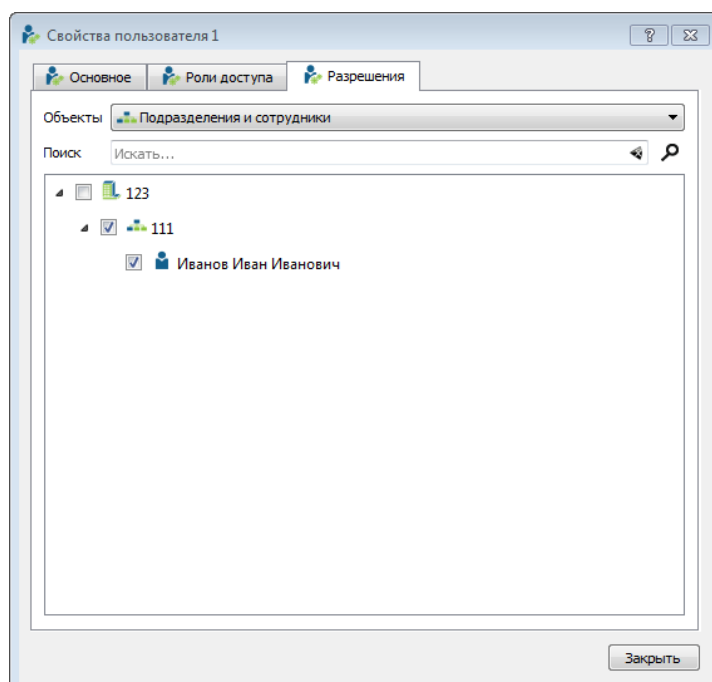 Свойства пользователя 1
Основное Роли доступа Разрешения
Объекты Подразделения и сотрудники
Поиск Искать...
123
111
Иванов Иван Иванович
Закрыть